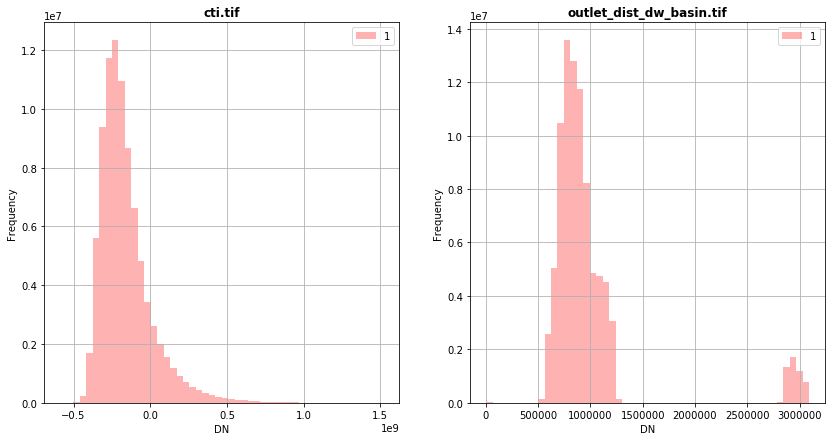 cti.tif
1e7
1
1.2
1.0
0.8
0.6
0.4
0.2
0.0
Frequency
−0.5 0.0 0.5 1.0 1.5
1e9
DN
outlet_dist_dw_basin.tif
1e7
1
1.4
1.2
1.0
0.8
0.6
0.4
0.2
0.0
Frequency
0 500000 1000000 1500000 2000000 2500000 3000000
DN